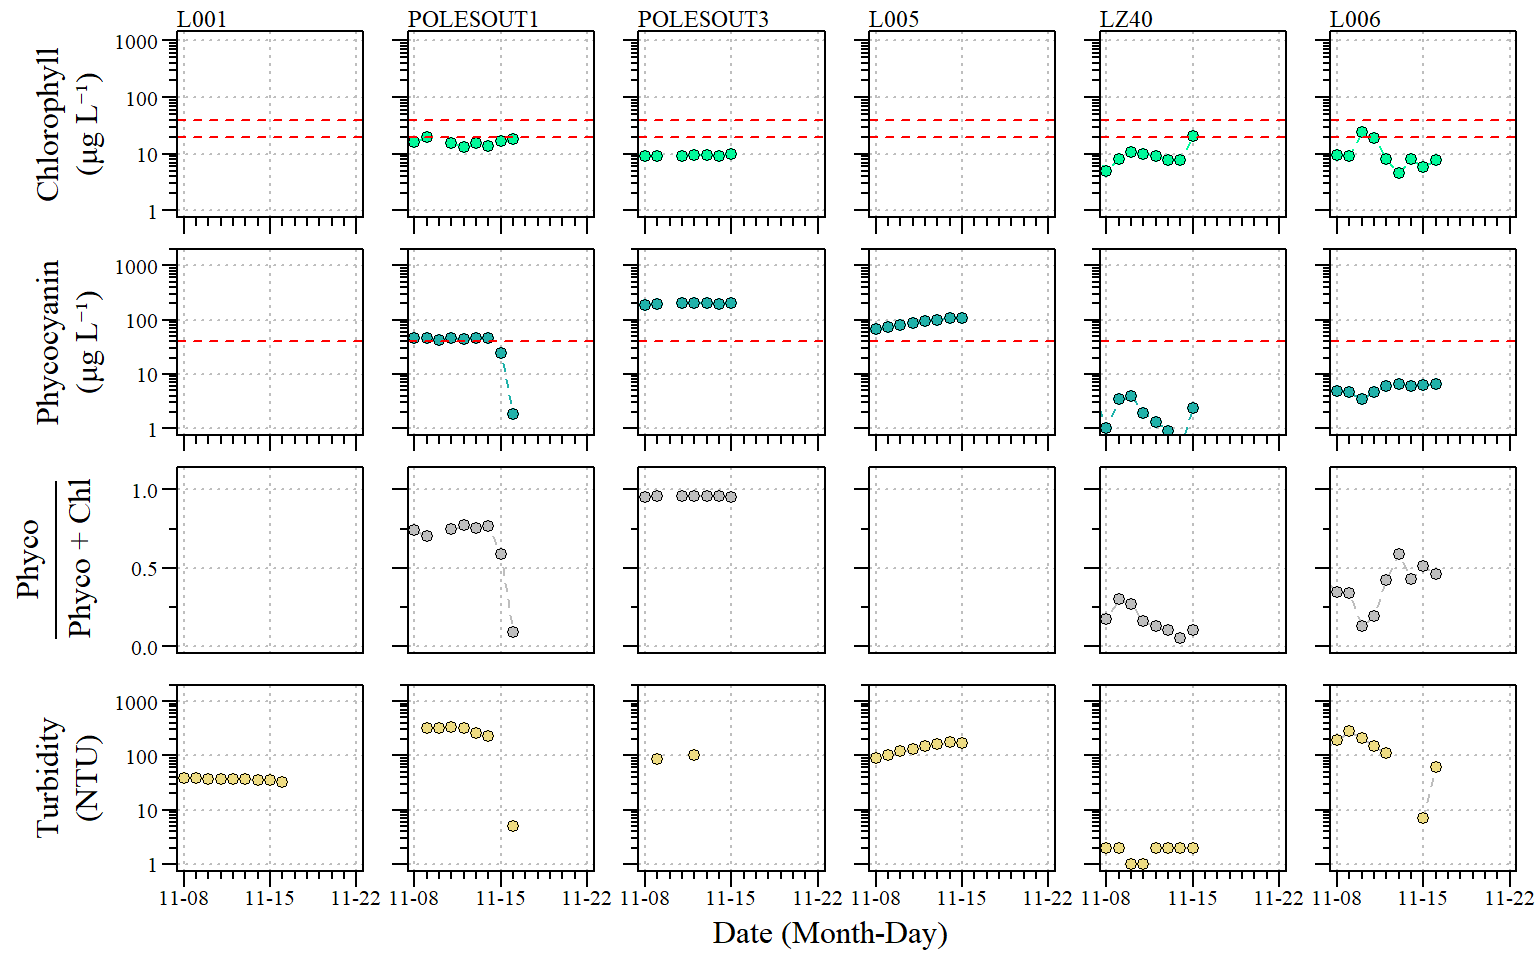 L001 POLESOUT1 POLESOUT3 L005 LZ40 L006
Chlorophyll
(µg L⁻¹)
1000
100
10
1
Phycocyanin
(µg L⁻¹)
1000
100
10
1
Phyco
Phyco + Chl
1.0
0.5
0.0
Turbidity
(NTU)
1000
100
10
1
11-08 11-15 11-22 11-08 11-15 11-22 11-08 11-15 11-22 11-08 11-15 11-22 11-08 11-15 11-22 11-08 11-15 11-22
Date (Month-Day)